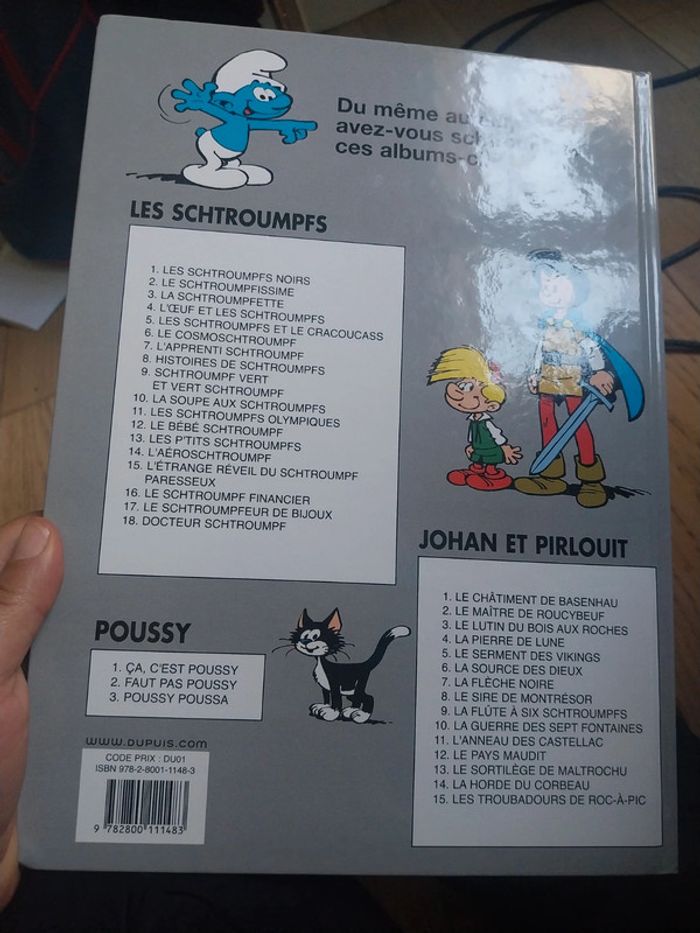 Du même
avez-vous
ces albums-
LES SCHTROUMPFS
1. LES SCHTROUMPFS NOIRS
2. LE SCHTROUMPFISSIME
3. LA SCHTROUMPFETTE
4. L'ŒUF ET LES SCHTROUMPFS
5. LES SCHTROUMPFS ET LE CRACOUCASS
6. LE COSMOSCHTROUMPF
7. L'APPRENTI SCHTROUMPF
8. HISTOIRES DE SCHTROUMPFS
9. SCHTROUMPF VERT
ET VERT SCHTROUMPF
10. LA SOUPE AUX SCHTROUMPFS
11. LES SCHTROUMPFS OLYMPIQUES
12. LE BÉBÉ SCHTROUMPF
13. LES P'TITS SCHTROUMPFS
14. L'AÉROSCHTROUMPF
15. L'ÉTRANGE RÉVEIL DU SCHTROUMPF
PARESSEUX
16. LE SCHTROUMPF FINANCIER
17. LE SCHTROUMPFEUR DE BIJOUX
18. DOCTEUR SCHTROUMPF
JOHAN ET PIRLOUIT
1. LE CHÂTIMENT DE BASENHAU
2. LE MAÎTRE DE ROUCYBEUF
3. LE LUTIN DU BOIS AUX ROCHES
4. LA PIERRE DE LUNE
5. LE SERMENT DES VIKINGS
6. LA SOURCE DES DIEUX
7. LA FLÈCHE NOIRE
8. LE SIRE DE MONTRÉSOR
9. LA FLÛTE À SIX SCHTROUMPFS
10. LA GUERRE DES SEPT FONTAINES
11. L'ANNEAU DES CASTELLAC
12. LE PAYS MAUDIT
13. LE SORTILÈGE DE MALTROCHU
14. LA HORDE DU CORBEAU
15. LES TROUBADOURS DE ROC-À-PIC
POUSSY
1. ÇA, C'EST POUSSY
2. FAUT PAS POUSSY
3. POUSSY POUSSA
WWW.DUPUIS.COM
CODE PRIX : DU01
ISBN 978-2-8001-1148-3
9 782800 111483